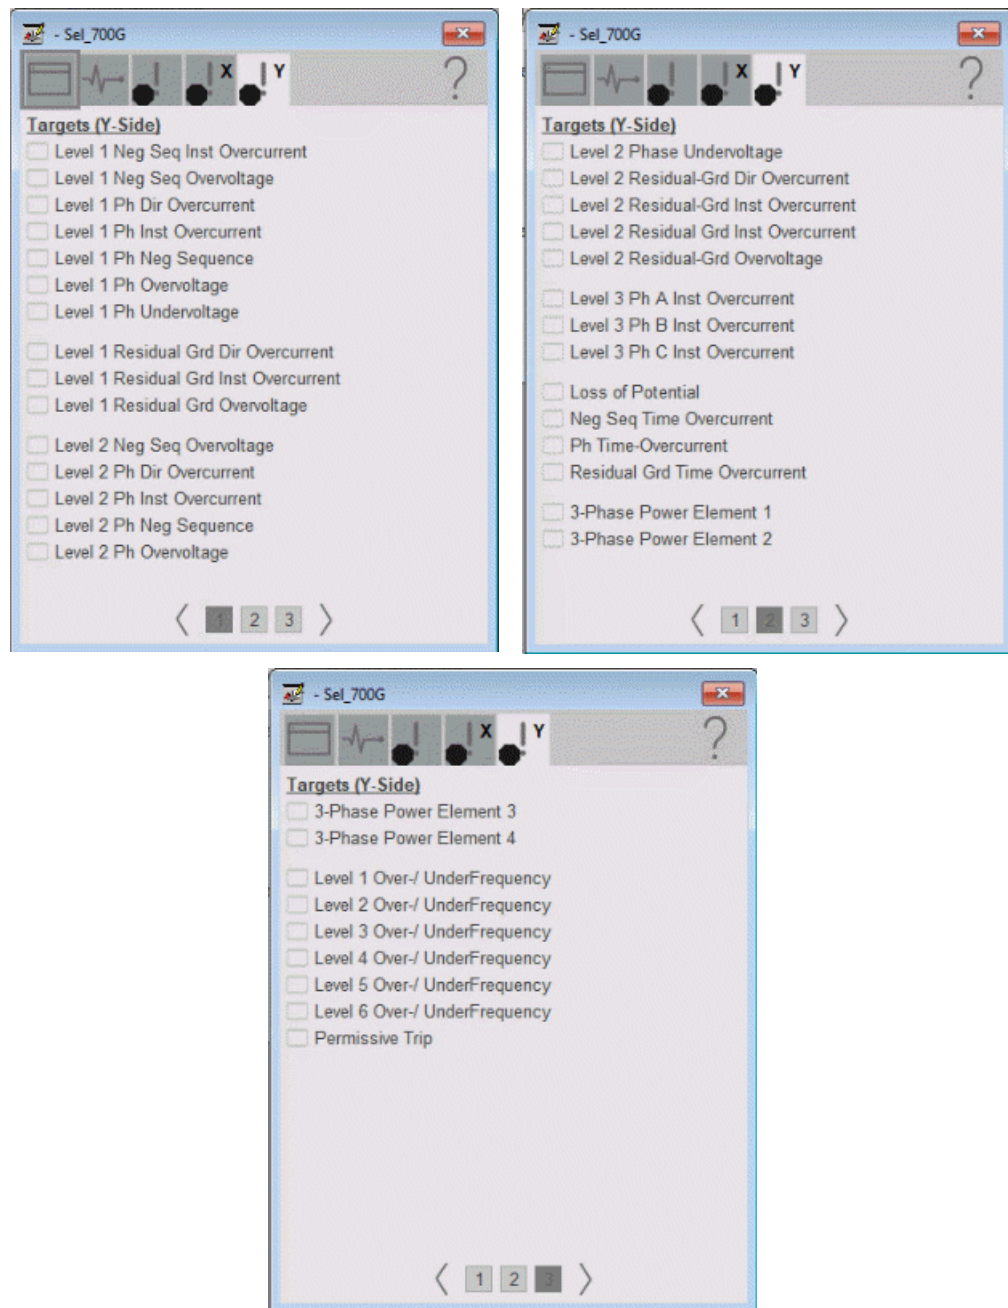 - Sel_700G
X
Y
?
Targets (Y-Side)
Level 1 Neg Seq Inst Overcurrent
Level 1 Neg Seq Overvoltage
Level 1 Ph Dir Overcurrent
Level 1 Ph Inst Overcurrent
Level 1 Ph Neg Sequence
Level 1 Ph Overvoltage
Level 1 Ph Undervoltage
Level 1 Residual Grd Dir Overcurrent
Level 1 Residual Grd Inst Overcurrent
Level 1 Residual Grd Overvoltage
Level 2 Neg Seq Overvoltage
Level 2 Ph Dir Overcurrent
Level 2 Ph Inst Overcurrent
Level 2 Ph Neg Sequence
Level 2 Ph Overvoltage
1 2 3
- Sel_700G
X
Y
?
Targets (Y-Side)
Level 2 Phase Undervoltage
Level 2 Residual-Grd Dir Overcurrent
Level 2 Residual-Grd Inst Overcurrent
Level 2 Residual Grd Inst Overcurrent
Level 2 Residual-Grd Overvoltage
Level 3 Ph A Inst Overcurrent
Level 3 Ph B Inst Overcurrent
Level 3 Ph C Inst Overcurrent
Loss of Potential
Neg Seq Time Overcurrent
Ph Time-Overcurrent
Residual Grd Time Overcurrent
3-Phase Power Element 1
3-Phase Power Element 2
1 2 3
- Sel_700G
X
Y
?
Targets (Y-Side)
3-Phase Power Element 3
3-Phase Power Element 4
Level 1 Over-/ UnderFrequency
Level 2 Over-/ UnderFrequency
Level 3 Over-/ UnderFrequency
Level 4 Over-/ UnderFrequency
Level 5 Over-/ UnderFrequency
Level 6 Over-/ UnderFrequency
Permissive Trip
1 2 3